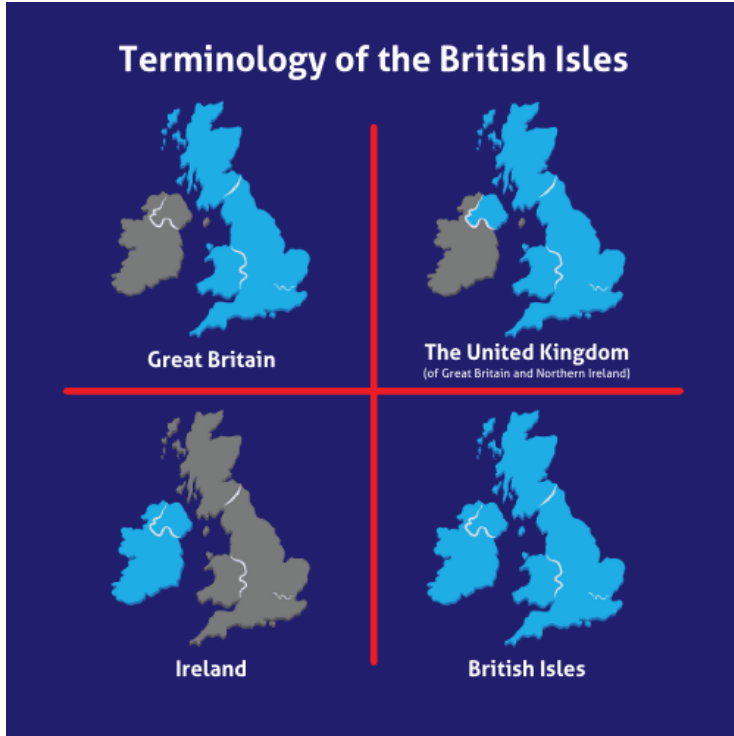 Terminology of the British Isles
Great Britain
The United Kingdom
(of Great Britain and Northern Ireland)
Ireland
British Isles